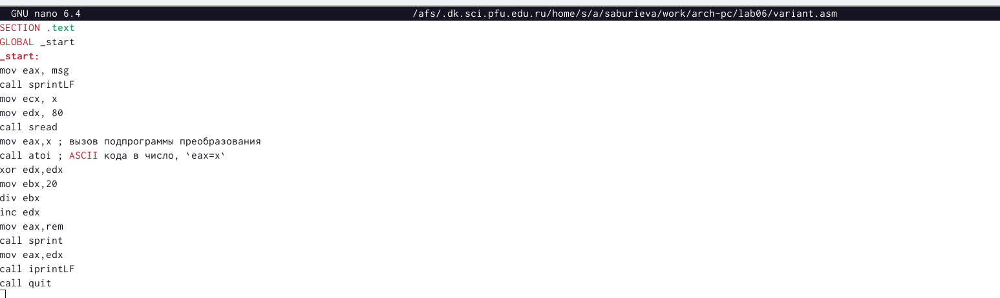 GNU nano 6.4 /afs/.dk.sci.pfu.edu.ru/home/s/a/saburieva/work/arch-pc/lab06/variant.asm
SECTION .text
GLOBAL _start
_start:
mov eax, msg
call sprintLF
mov ecx, x
mov edx, 80
call sread
mov eax,x ; вызов подпрограммы преобразования
call atoi ; ASCII кода в число, `eax=x`
xor edx,edx
mov ebx,20
div ebx
inc edx
mov eax,rem
call sprint
mov eax,edx
call iprintLF
call quit